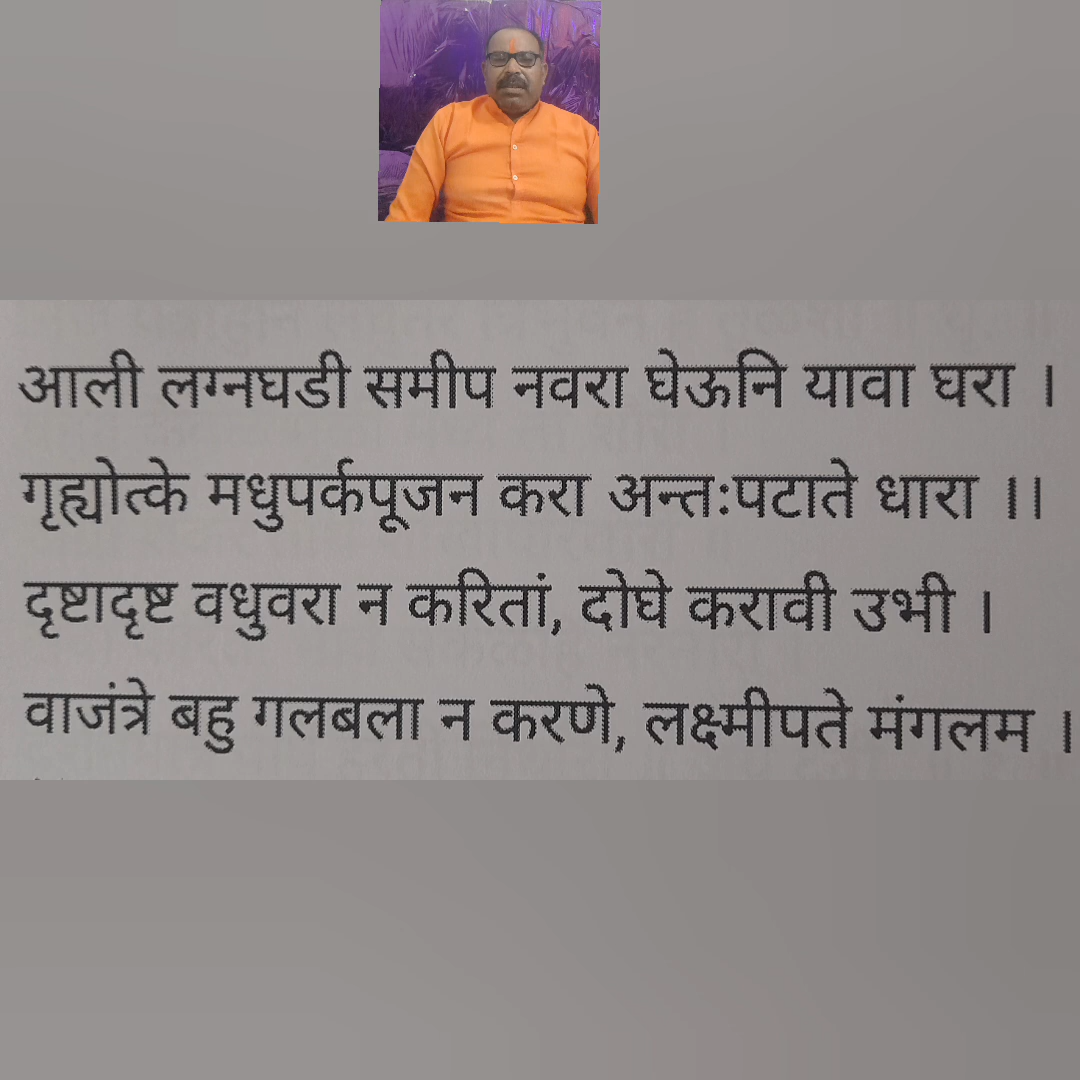 आली लग्नघडी समीप नवरा घेऊनि यावा घरा ।
गृह्योत्के मधुपर्कपूजन करा अन्तःपटाते धारा ।।
दृष्टादृष्ट वधुवरा न करितां, दोघे करावी उभी ।
वाजंत्रे बहु गलबला न करणे, लक्ष्मीपते मंगलम ।